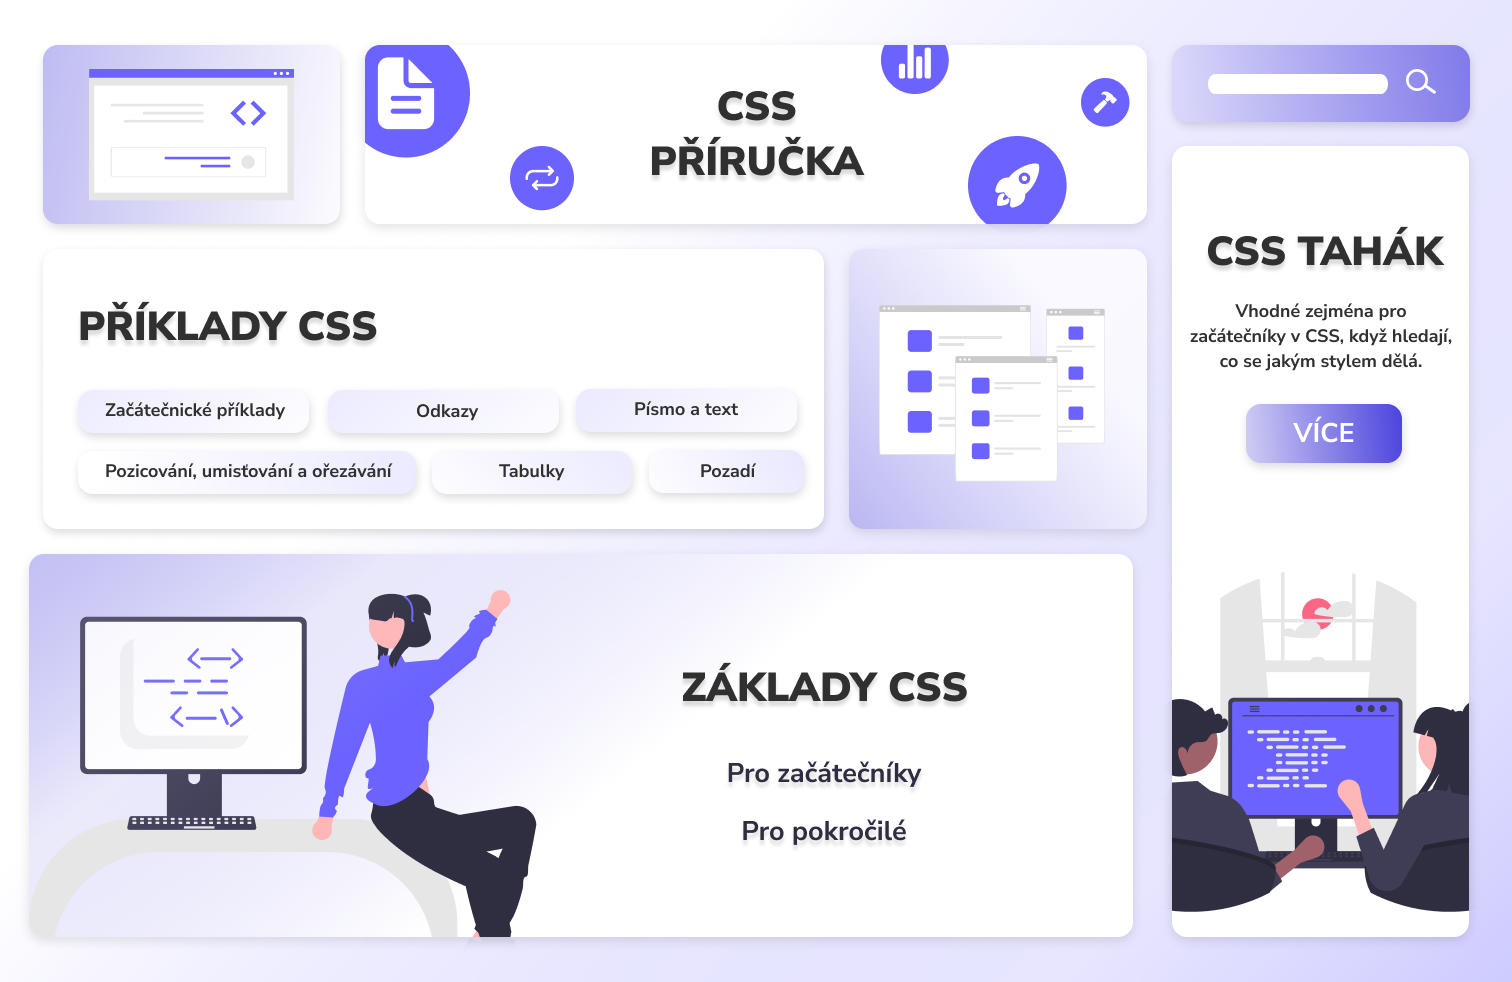 CSS
PŘÍRUČKA
PŘÍKLADY CSS
Začátečnické příklady
Odkazy
Písmo a text
Pozicování, umisťování a ořezávání
Tabulky
Pozadí
CSS TAHÁK
Vhodné zejména pro
začátečníky v CSS, když hledají,
co se jakým stylem dělá.
VÍCE
ZÁKLADY CSS
Pro začátečníky
Pro pokročilé